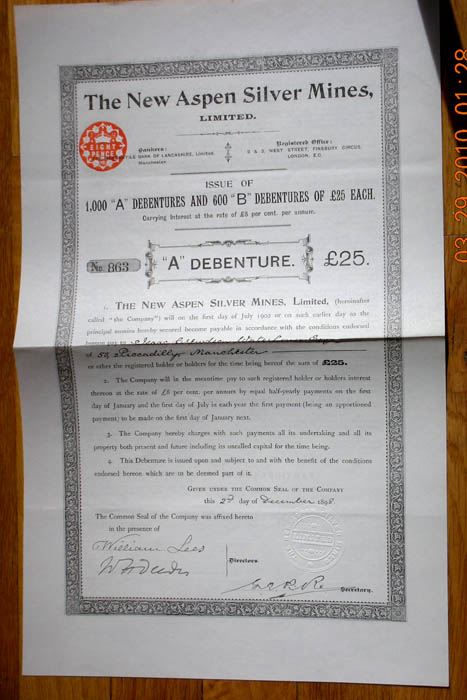 The New Aspen Silver Mines,
LIMITED.
EIGHT
PENCE
Bankers:
BANK OF LANCASHIRE, LIMITED,
Manchester
Registered Office:
WEST STREET, FINSBURY CIRCUS,
LONDON, E.C.
ISSUE OF
1,000 "A" DEBENTURES AND 600 "B" DEBENTURES OF £25 EACH.
Carrying Interest at the rate of £8 per cent. per annum.
No. 863
"A" DEBENTURE.
£25.
1. THE NEW ASPEN SILVER MINES, Limited, (hereinafter
called "the Company") will on the first day of July 1902 or on such earlier day as the
principal monies hereby secured become payable in accordance with the conditions endorsed
hereon pay to
of 52 Piccadilly Manchester
or other the registered holder or holders for the time being hereof the sum of £25.
2. The Company will in the meantime pay to such registered holder or holders interest
thereon at the rate of £8 per cent. per annum by equal half-yearly payments on the first
day of January and the first day of July in each year the first payment (being an apportioned
payment) to be made on the first day of January next.
3. The Company hereby charges with such payments all its undertaking and all its
property both present and future including its uncalled capital for the time being.
4. This Debenture is issued upon and subject to and with the benefit of the conditions
endorsed hereon which are to be deemed part of it.
GIVEN UNDER THE COMMON SEAL OF THE COMPANY
this 2nd day of December 1898
The Common Seal of the Company was affixed hereto
in the presence of
William Lees
Directors.
Secretary.
03 29 2010 01:28